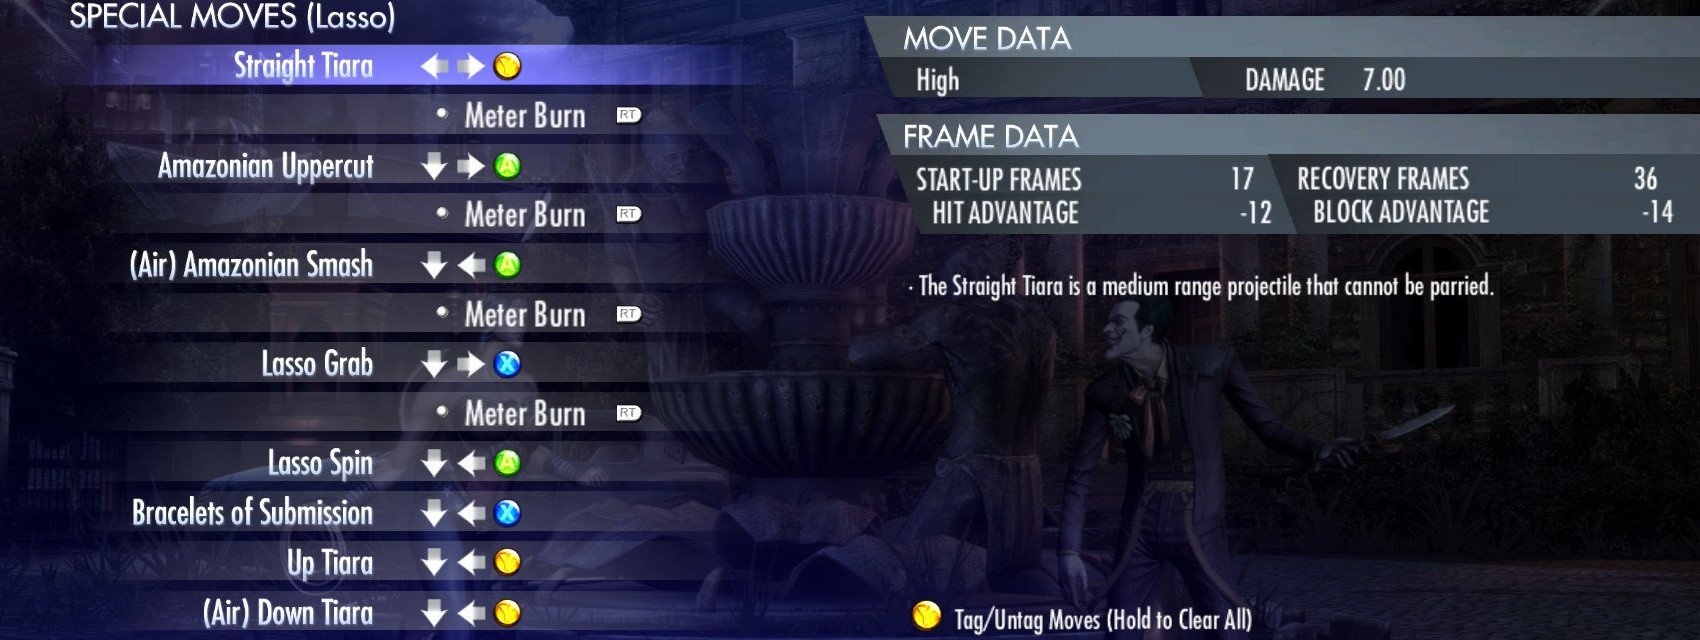 SPECIAL MOVES (Lasso)
Straight Tiara Y
Meter Burn RT
Amazonian Uppercut A
Meter Burn RT
(Air) Amazonian Smash A
Meter Burn RT
Lasso Grab X
Meter Burn RT
Lasso Spin A
Bracelets of Submission X
Up Tiara Y
(Air) Down Tiara Y
MOVE DATA
High DAMAGE 7.00
FRAME DATA
START-UP FRAMES 17 RECOVERY FRAMES 36
HIT ADVANTAGE -12 BLOCK ADVANTAGE -14
· The Straight Tiara is a medium range projectile that cannot be parried.
Y Tag/Untag Moves (Hold to Clear All)